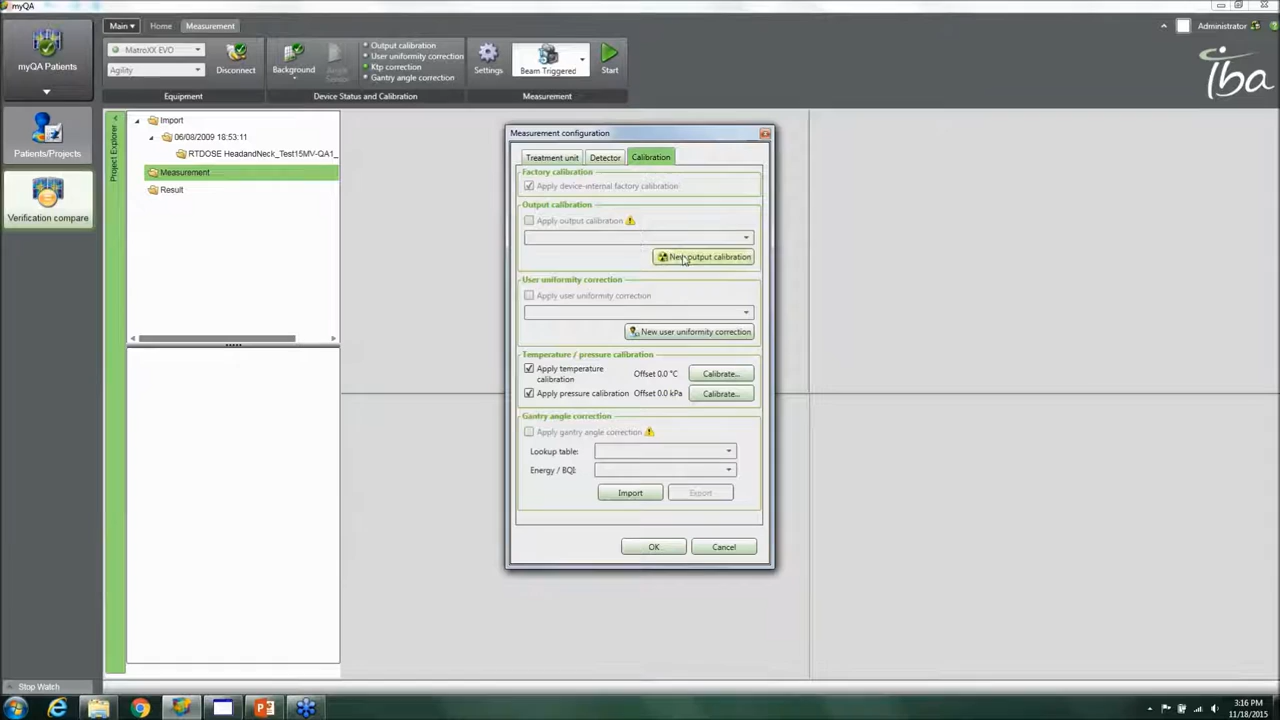 myQA
Main
Home
Measurement
Administrator
myQA Patients
MatroXX EVO
Agility
Disconnect
Equipment
Background
Output calibration
User uniformity correction
Ktp correction
Gantry angle correction
Device Status and Calibration
Settings
Beam Triggered
Start
Measurement
iba
Patients/Projects
Verification compare
Project Explorer
Import
06/08/2009 18:53:11
RTDOSE HeadandNeck_Test15MV-QA1_
Measurement
Result
Measurement configuration
Treatment unit
Detector
Calibration
Factory calibration
Apply device-internal factory calibration
Output calibration
Apply output calibration
New output calibration
User uniformity correction
Apply user uniformity correction
New user uniformity correction
Temperature / pressure calibration
Apply temperature
calibration
Offset 0.0 °C
Calibrate...
Apply pressure calibration
Offset 0.0 kPa
Calibrate...
Gantry angle correction
Apply gantry angle correction
Lookup table:
Energy / BQI:
Import
Export
OK
Cancel
Stop Watch
3:16 PM
11/18/2015